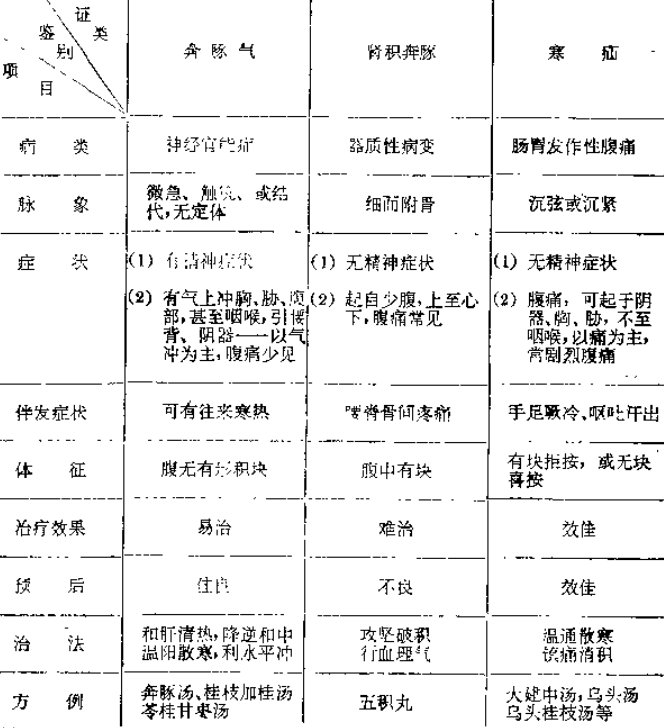 证
鉴 类
别
项
目
奔豚气 肾积奔豚 寒疝
病类 神经官能症 器质性病变 肠胃发作性腹痛
脉象 微急、 或结代,无定体 细而附骨 沉弦或沉紧
症状
(1) 有精神症状
(2) 有气上冲胸、胁、腹
部,甚至咽喉,引腰
背、阴器——以气
冲为主,腹痛少见
(1) 无精神症状
(2) 起自少腹,上至心
下,腹痛常见
(1) 无精神症状
(2) 腹痛,可起于阴
器、胸、胁,不至
咽喉,以痛为主,
常剧烈腹痛
伴发症状 可有往来寒热 腰脊骨间疼痛 手足厥冷、呕吐汗出
体征 腹无有形积块 腹中有块 有块拒按,或无块
喜按
治疗效果 易治 难治 效佳
预后 佳良 不良 效佳
治法 和肝清热,降逆和中
温阳散寒,利水平冲
攻坚破积
行血理气
温通散寒
镇痛消积
方例 奔豚汤、桂枝加桂汤
苓桂甘枣汤
五积丸
大建中汤,乌头汤
乌头桂枝汤等